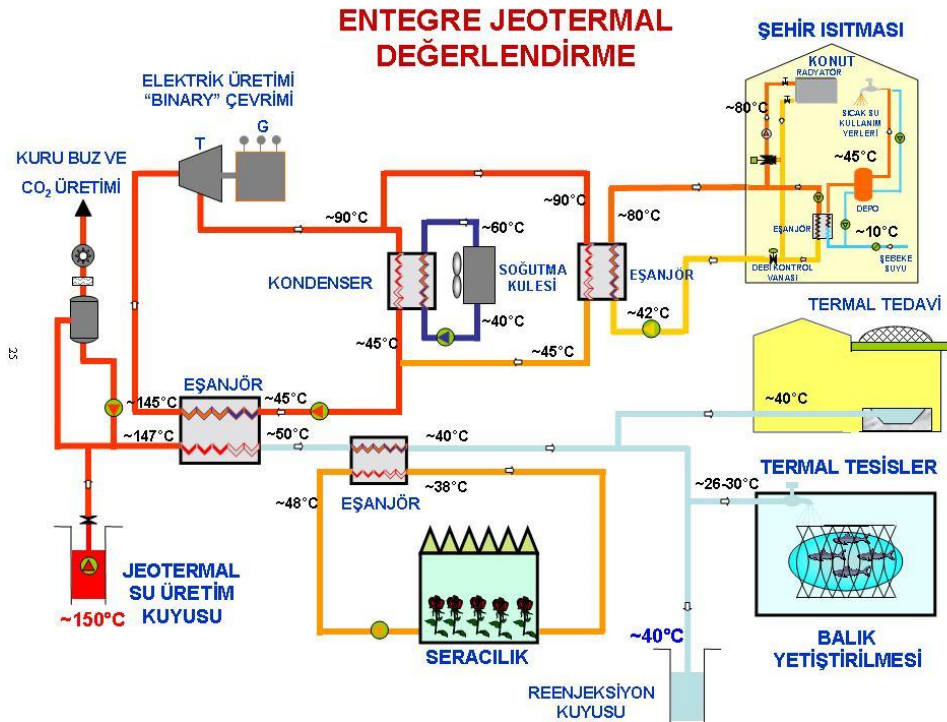 ENTEGRE JEOTERMAL
DEĞERLENDİRME
ŞEHİR ISITMASI
KONUT
RADYATÖR
~80°C
SICAK SU
KULLANIM
YERLERİ
~45°C
DEPO
EŞANJÖR
~10°C
ŞEBEKE
SUYU
DEBİ KONTROL
VANASI
ELEKTRİK ÜRETİMİ
“BINARY” ÇEVRİMİ
T
G
KURU BUZ VE
CO2 ÜRETİMİ
~90°C
~60°C
~90°C
~80°C
KONDENSER
SOĞUTMA
KULESİ
EŞANJÖR
~40°C
~42°C
~45°C
~45°C
25
EŞANJÖR
~145°C
~45°C
~147°C
~50°C
~40°C
TERMAL TEDAVİ
~40°C
TERMAL TESİSLER
~26-30°C
~48°C
EŞANJÖR
~38°C
JEOTERMAL
SU ÜRETİM
KUYUSU
~150°C
SERACILIK
~40°C
REENJEKSİYON
KUYUSU
BALIK
YETİŞTİRİLMESİ